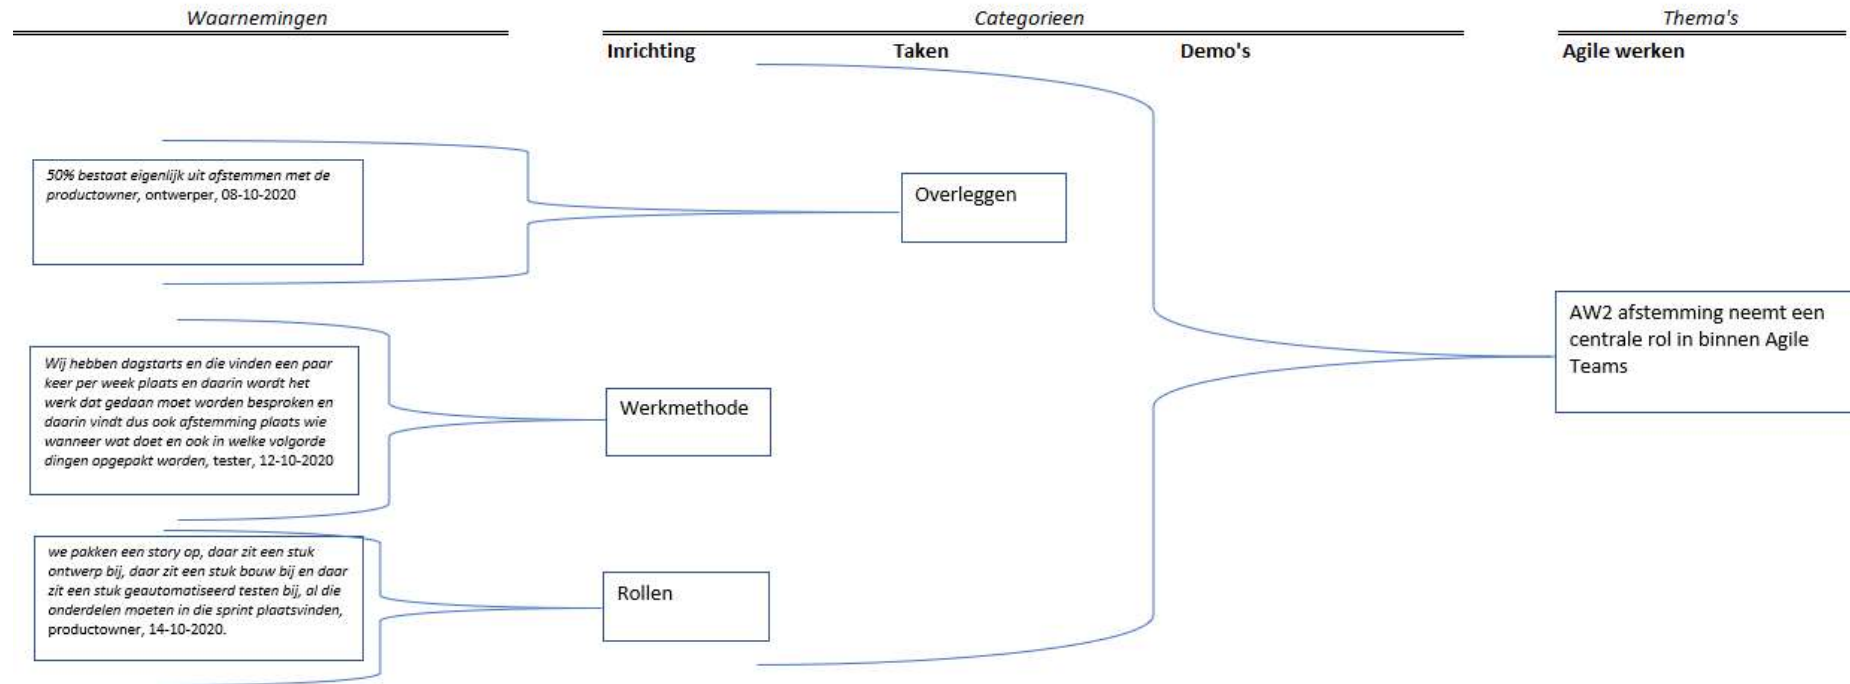 Waarnemingen
Categorieen
Thema's
Inrichting
Taken
Demo's
Agile werken
50% bestaat eigenlijk uit afstemmen met de
productowner, ontwerper, 08-10-2020
Overleggen
Wij hebben dagstarts en die vinden een paar
keer per week plaats en daarin wordt het
werk dat gedaan moet worden besproken en
daarin vindt dus ook afstemming plaats wie
wanneer wat doet en ook in welke volgorde
dingen opgepakt worden, tester, 12-10-2020
Werkmethode
AW2 afstemming neemt een
centrale rol in binnen Agile
Teams
we pakken een story op, daar zit een stuk
ontwerp bij, daar zit een stuk bouw bij en daar
zit een stuk geautomatiseerd testen bij, al die
onderdelen moeten in die sprint plaatsvinden,
productowner, 14-10-2020.
Rollen